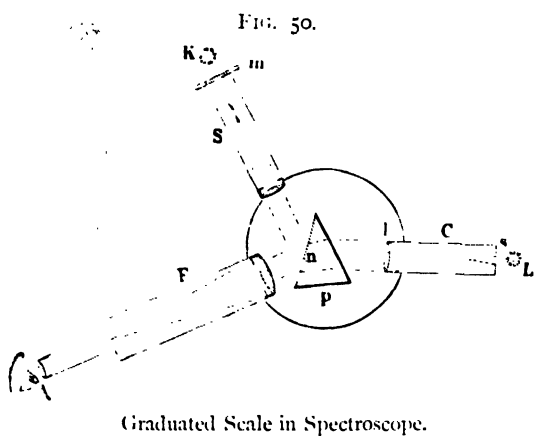 FIG. 50.
K
m
S
l
C
s
L
F
n
p
Graduated Scale in Spectroscope.